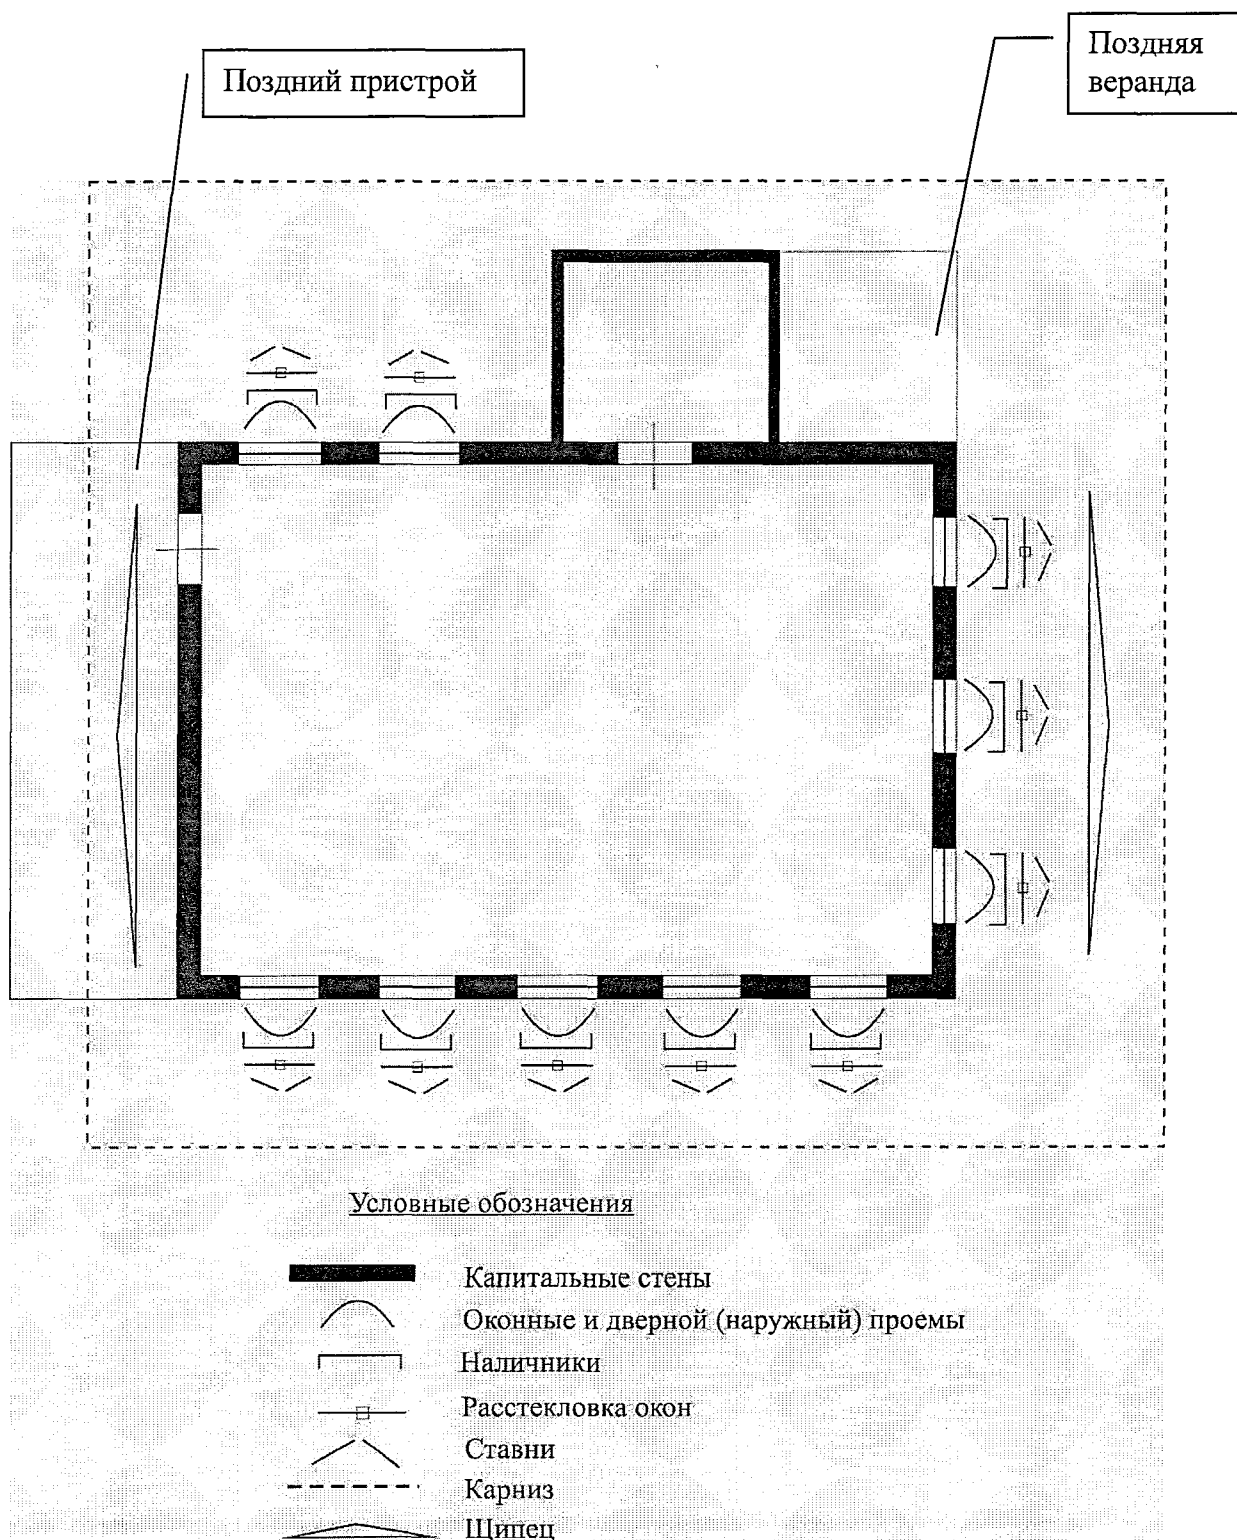 Поздний пристрой
Поздняя
веранда
Условные обозначения
Капитальные стены
Оконные и дверной (наружный) проемы
Наличники
Расстекловка окон
Ставни
Карниз
Щипец